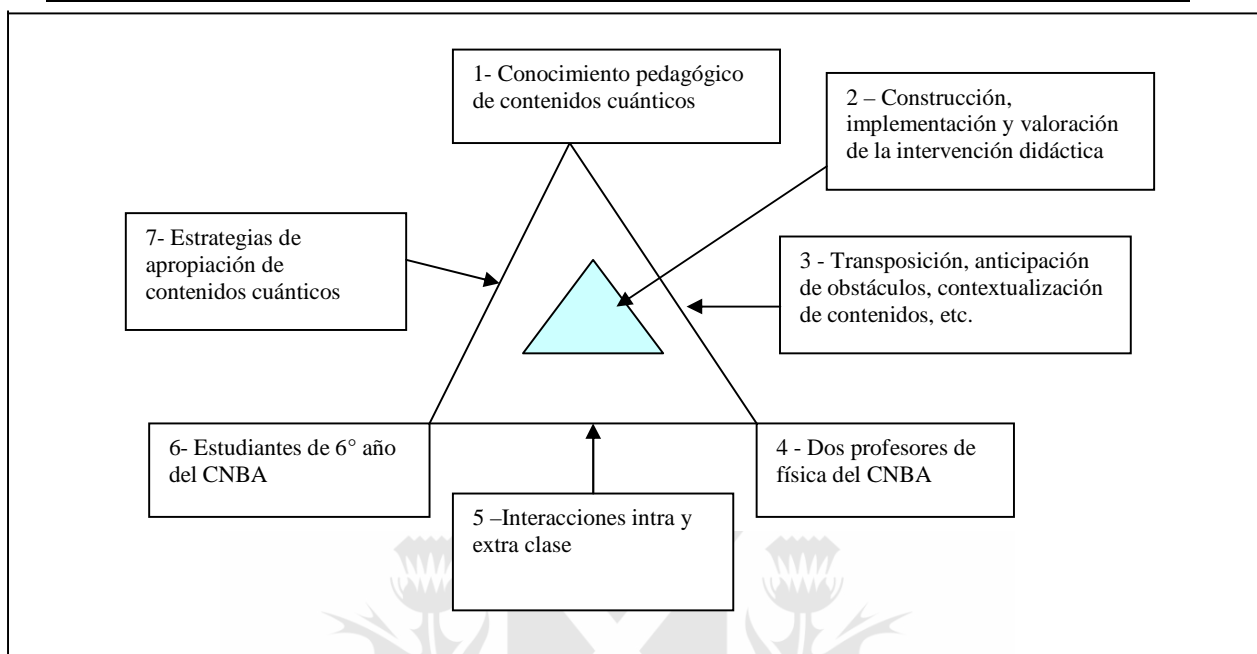 1- Conocimiento pedagógico
de contenidos cuánticos
2 – Construcción,
implementación y valoración
de la intervención didáctica
7- Estrategias de
apropiación de
contenidos cuánticos
3 - Transposición, anticipación
de obstáculos, contextualización
de contenidos, etc.
6- Estudiantes de 6° año
del CNBA
4 - Dos profesores de
física del CNBA
5 –Interacciones intra y
extra clase